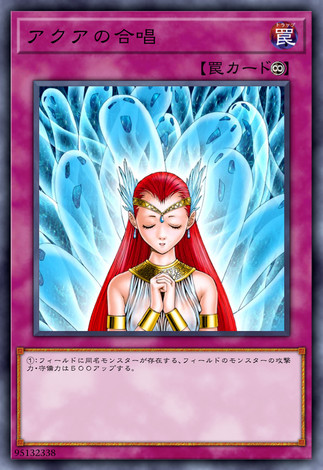 アクアの合唱
トラップ
罠
【罠カード♾】
①:フィールドに同名モンスターが存在する、フィールドのモンスターの攻撃
力・守備力は500アップする。
95132338